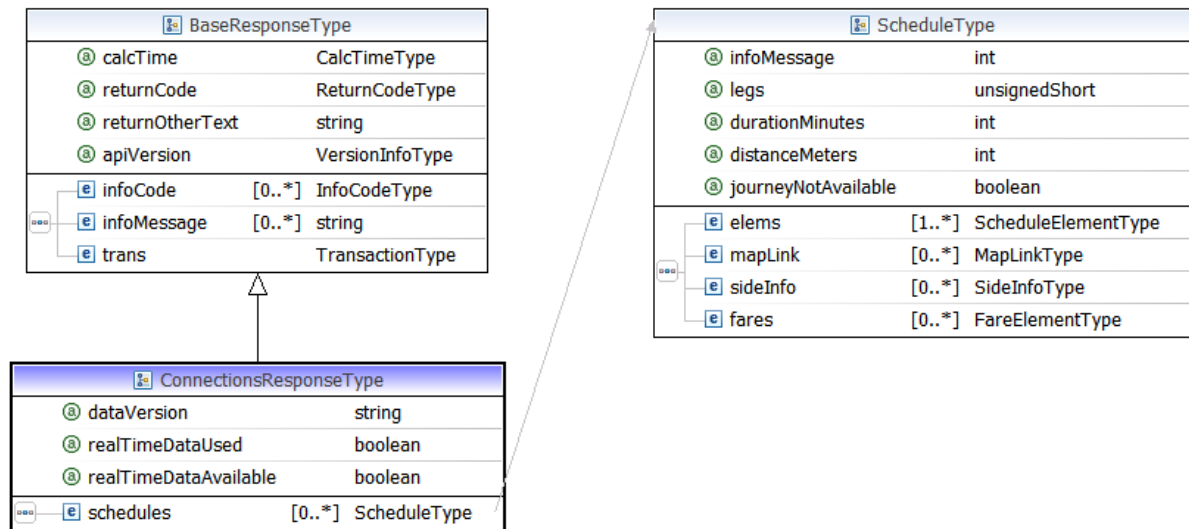 BaseResponseType
a calcTime CalcTimeType
a returnCode ReturnCodeType
a returnOtherText string
a apiVersion VersionInfoType
e infoCode [0..*] InfoCodeType
e infoMessage [0..*] string
e trans TransactionType
ScheduleType
a infoMessage int
a legs unsignedShort
a durationMinutes int
a distanceMeters int
a journeyNotAvailable boolean
e elems [1..*] ScheduleElementType
e mapLink [0..*] MapLinkType
e sideInfo [0..*] SideInfoType
e fares [0..*] FareElementType
ConnectionsResponseType
a dataVersion string
a realTimeDataUsed boolean
a realTimeDataAvailable boolean
e schedules [0..*] ScheduleType